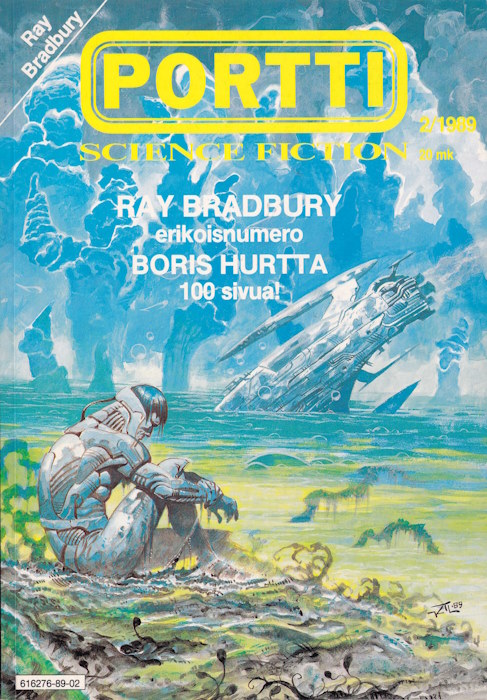 Ray
Bradbury
PORTTI
2/1989
SCIENCE FICTION
20 mk
RAY BRADBURY
erikoisnumero
BORIS HURTTA
100 sivua!
-89
616276-89-02